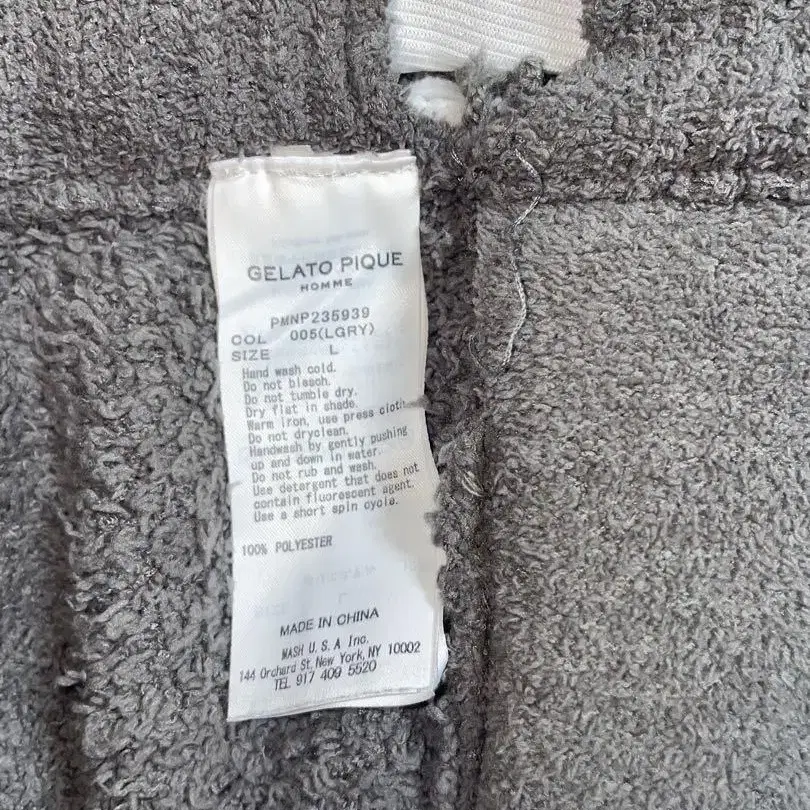 GELATO PIQUE
HOMME
PMNP235939
COL 005(LGRY)
SIZE L
Hand wash cold.
Do not bleach.
Do not tumble dry.
Dry flat in shade.
Warm iron, use press cloth.
Do not dryclean.
Handwash by gently pushing
up and down in water.
Do not rub and wash.
Use detergent that does not
contain fluorescent agent.
Use a short spin cycle.
100% POLYESTER
MADE IN CHINA
MASH U.S.A Inc.
144 Orchard St, New York, NY 10002
TEL 917 409 5520